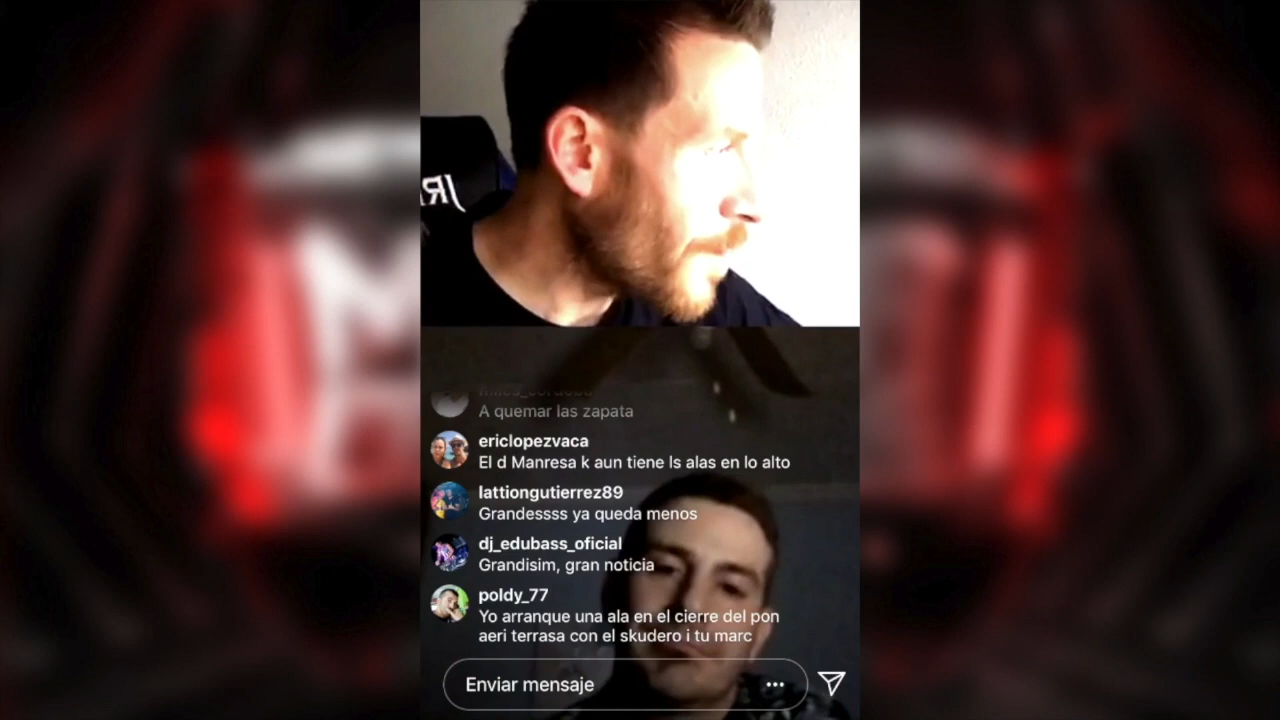 A quemar las zapata
ericlopezvaca
El d Manresa k aun tiene ls alas en lo alto
lattiongutierrez89
Grandessss ya queda menos
dj_edubass_oficial
Grandisim, gran noticia
poldy_77
Yo arranque una ala en el cierre del pon
aeri terrasa con el skudero i tu marc
Enviar mensaje